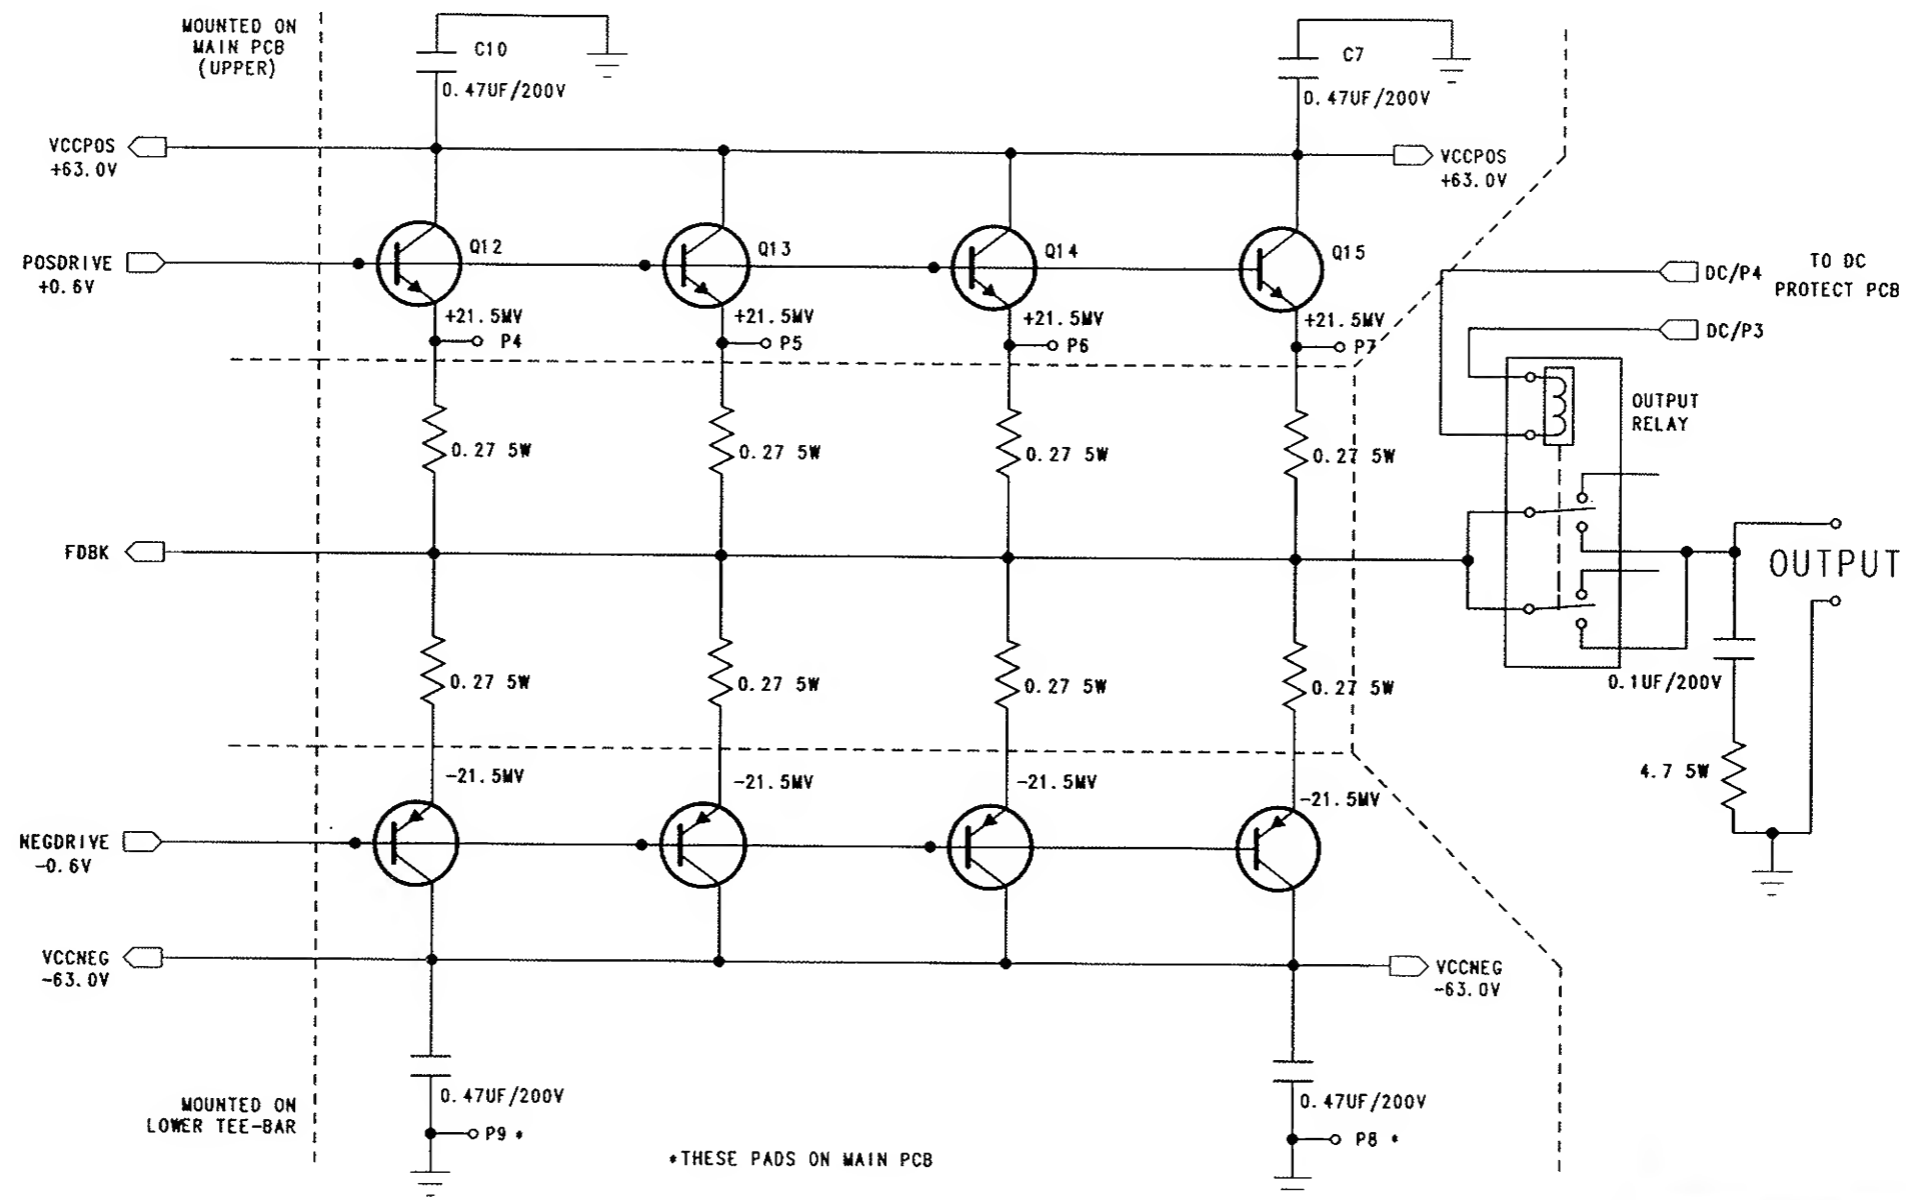 MOUNTED ON
MAIN PCB
(UPPER)
C10
0.47UF/200V
C7
0.47UF/200V
VCCPOS
+63.0V
VCCPOS
+63.0V
POSDRIVE
+0.6V
Q12
Q13
Q14
Q15
+21.5MV
P4
+21.5MV
P5
+21.5MV
P6
+21.5MV
P7
DC/P4
TO DC
PROTECT PCB
DC/P3
OUTPUT
RELAY
0.27 5W
0.27 5W
0.27 5W
0.27 5W
FDBK
OUTPUT
0.27 5W
0.27 5W
0.27 5W
0.27 5W
0.1UF/200V
4.7 5W
-21.5MV
-21.5MV
-21.5MV
-21.5MV
NEGDRIVE
-0.6V
VCCNEG
-63.0V
VCCNEG
-63.0V
0.47UF/200V
0.47UF/200V
MOUNTED ON
LOWER TEE-BAR
P9 *
P8 *
*THESE PADS ON MAIN PCB